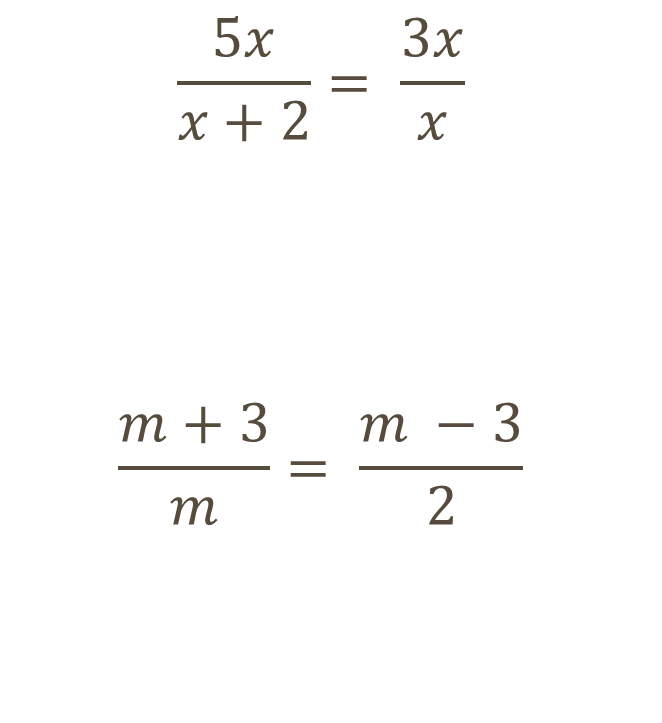 5x/(x + 2) = 3x/x
(m + 3)/m = (m − 3)/2